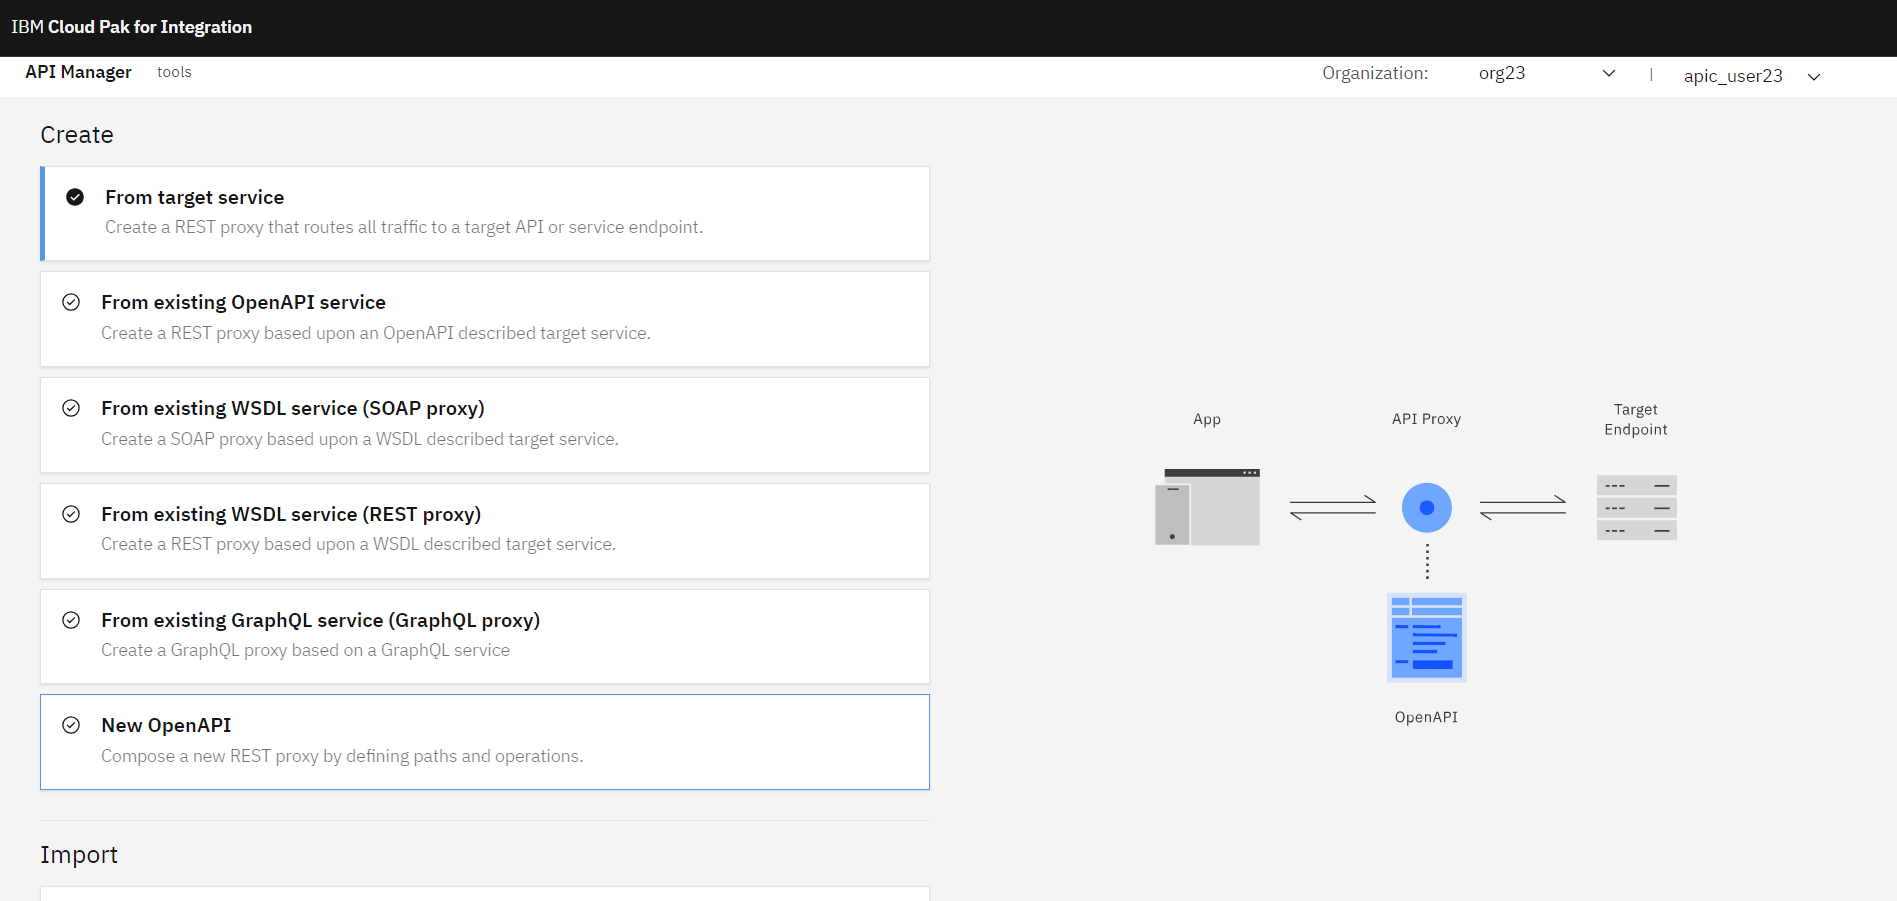 IBM Cloud Pak for Integration
API Manager tools Organization: org23 | apic_user23
Create
From target service
Create a REST proxy that routes all traffic to a target API or service endpoint.
From existing OpenAPI service
Create a REST proxy based upon an OpenAPI described target service.
From existing WSDL service (SOAP proxy)
Create a SOAP proxy based upon a WSDL described target service.
From existing WSDL service (REST proxy)
Create a REST proxy based upon a WSDL described target service.
From existing GraphQL service (GraphQL proxy)
Create a GraphQL proxy based on a GraphQL service
New OpenAPI
Compose a new REST proxy by defining paths and operations.
Import
App
API Proxy
Target
Endpoint
OpenAPI